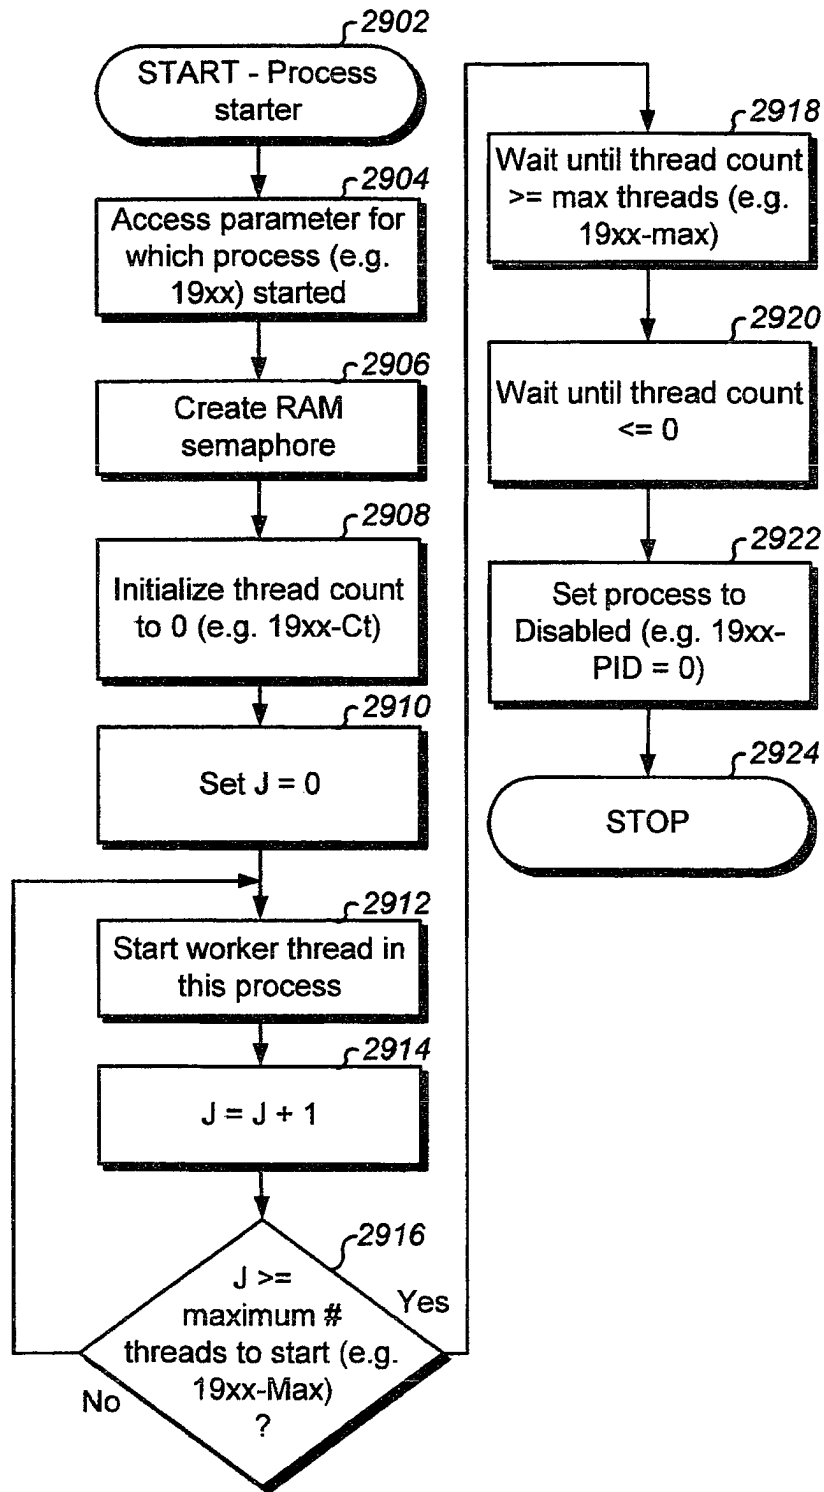 2902
START - Process
starter
2904
Access parameter for
which process (e.g.
19xx) started
2906
Create RAM
semaphore
2908
Initialize thread count
to 0 (e.g. 19xx-Ct)
2910
Set J = 0
2912
Start worker thread in
this process
2914
J = J + 1
2916
J >=
maximum #
threads to start (e.g.
19xx-Max)
?
Yes
No
2918
Wait until thread count
>= max threads (e.g.
19xx-max)
2920
Wait until thread count
<= 0
2922
Set process to
Disabled (e.g. 19xx-
PID = 0)
2924
STOP